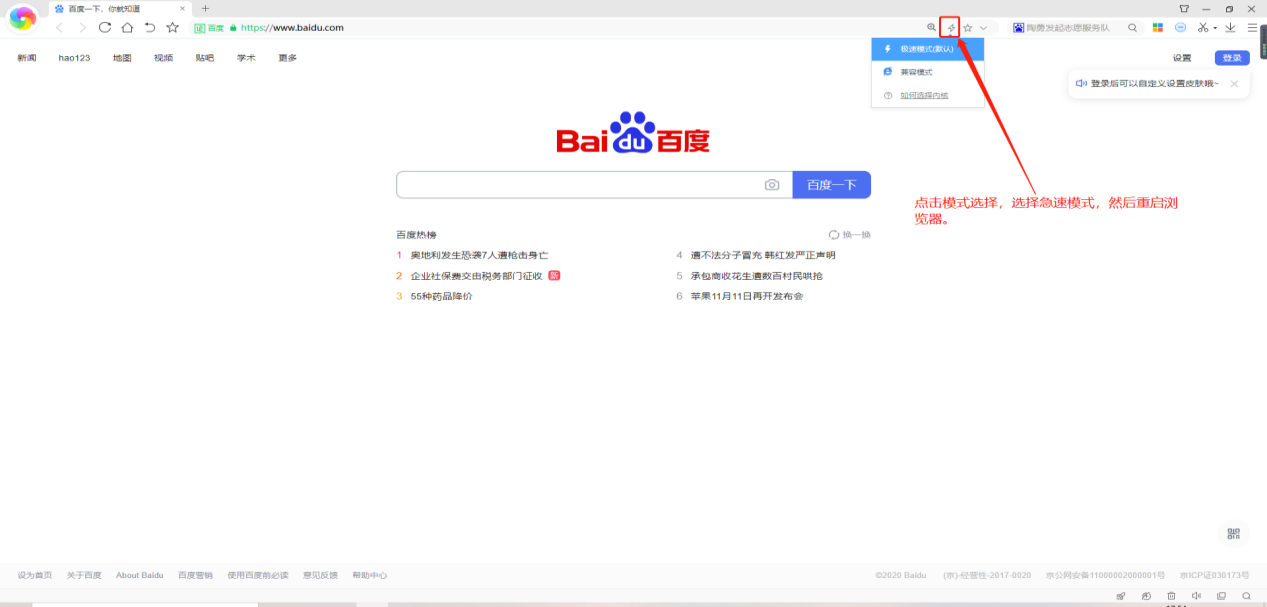 百度一下，你就知道
百度 https://www.baidu.com
陶勇发起志愿服务队
新闻 hao123 地图 视频 贴吧 学术 更多
设置 登录
极速模式(默认)
兼容模式
如何选择内核
登录后可以自定义设置皮肤哦~
Baidu百度
百度一下
点击模式选择，选择急速模式，然后重启浏
览器。
百度热榜 换一换
1 奥地利发生恐袭7人遭枪击身亡
2 企业社保费交由税务部门征收 新
3 55种药品降价
4 遭不法分子冒充 韩红发严正声明
5 承包商收花生遭数百村民哄抢
6 苹果11月11日再开发布会
设为首页 关于百度 About Baidu 百度营销 使用百度前必读 意见反馈 帮助中心
©2020 Baidu (京)-经营性-2017-0020 京公网安备11000002000001号 京ICP证030173号